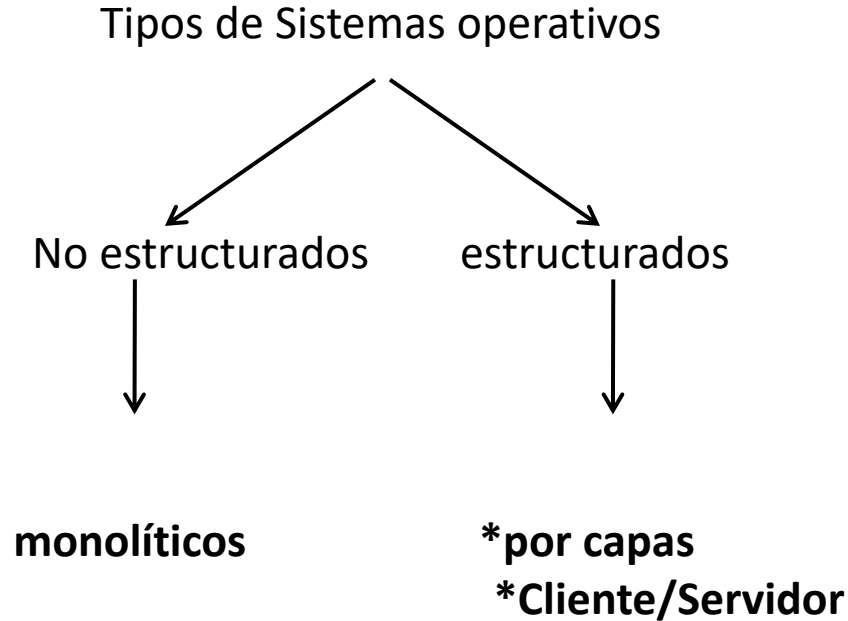 Tipos de Sistemas operativos
No estructurados
estructurados
monolíticos
*por capas
*Cliente/Servidor